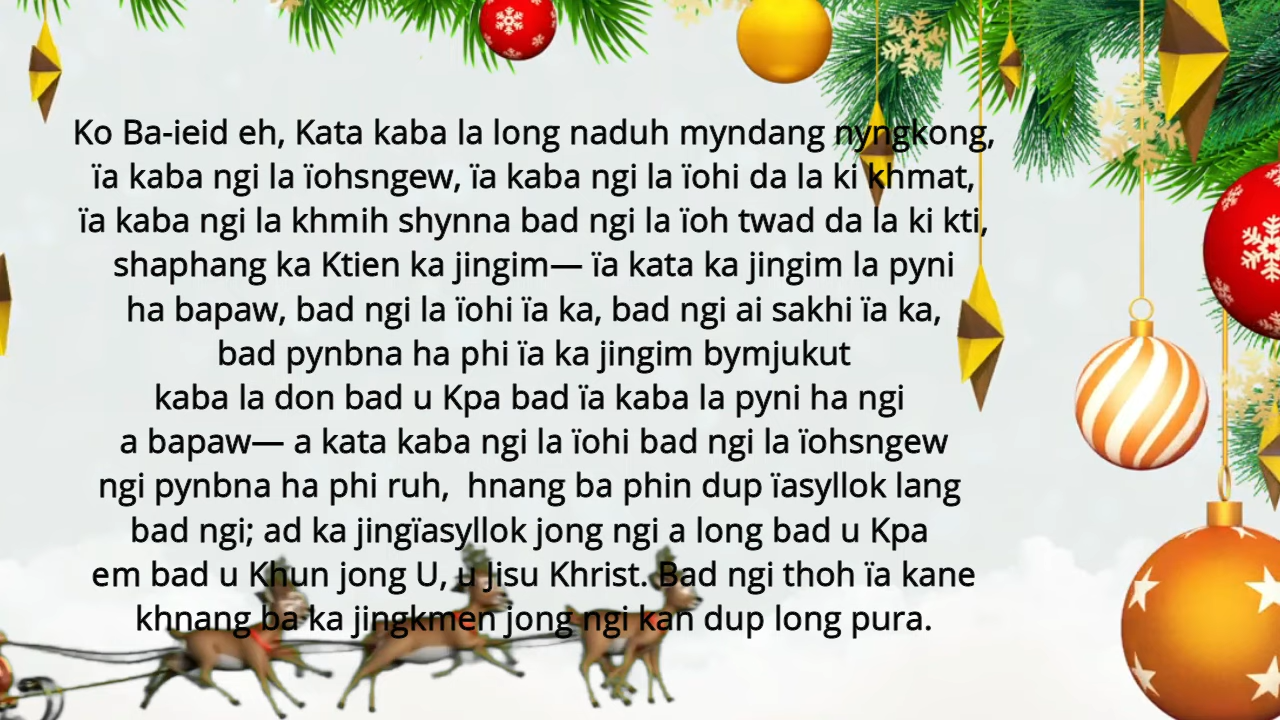 Ko Ba-ieid eh, Kata kaba la long naduh myndang nyngkong,
ïa kaba ngi la ïohsngew, ïa kaba ngi la ïohi da la ki khmat,
ïa kaba ngi la khmih shynna bad ngi la ïoh twad da la ki kti,
shaphang ka Ktien ka jingim— ïa kata ka jingim la pyni
ha bapaw, bad ngi la ïohi ïa ka, bad ngi ai sakhi ïa ka,
bad pynbna ha phi ïa ka jingim bymjukut
kaba la don bad u Kpa bad ïa kaba la pyni ha ngi
a bapaw— a kata kaba ngi la ïohi bad ngi la ïohsngew
ngi pynbna ha phi ruh,  hnang ba phin dup ïasyllok lang
bad ngi; ad ka jingïasyllok jong ngi a long bad u Kpa
em bad u Khun jong U, u Jisu Khrist. Bad ngi thoh ïa kane
khnang ba ka jingkmen jong ngi kan dup long pura.